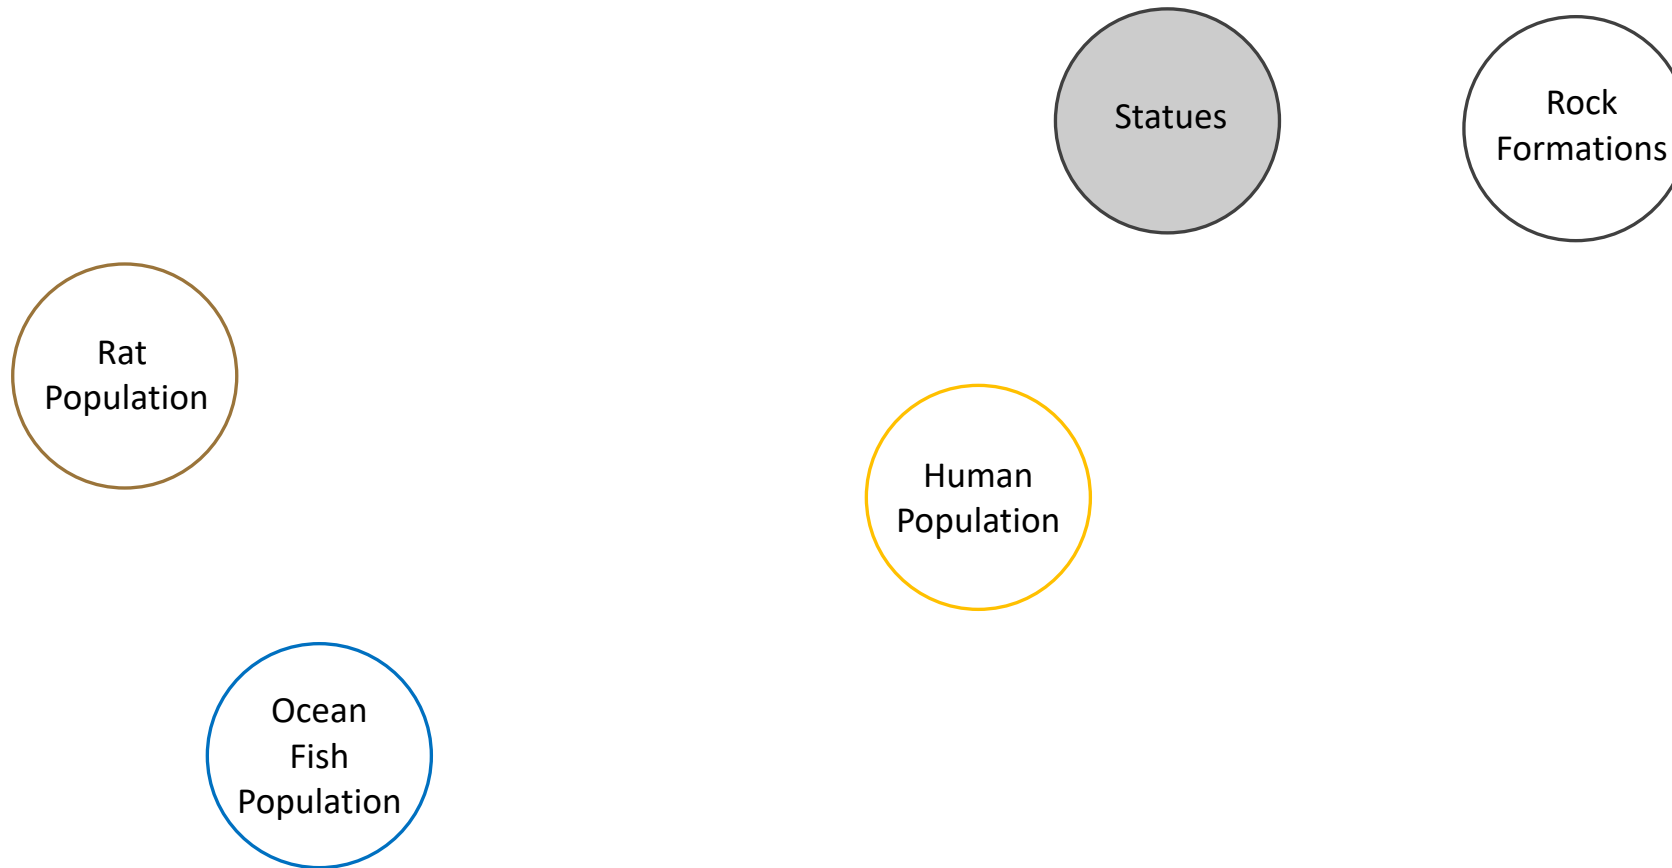 Statues
Rock
Formations
Rat
Population
Human
Population
Ocean
Fish
Population